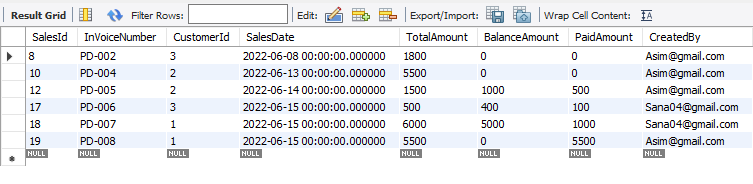 Result Grid Filter Rows: Edit: Export/Import: Wrap Cell Content:
SalesId InVoiceNumber CustomerId SalesDate TotalAmount BalanceAmount PaidAmount CreatedBy
8 PD-002 3 2022-06-08 00:00:00.000000 1800 0 0 Asim@gmail.com
10 PD-004 2 2022-06-13 00:00:00.000000 5500 0 0 Asim@gmail.com
12 PD-005 2 2022-06-14 00:00:00.000000 1500 1000 500 Asim@gmail.com
17 PD-006 3 2022-06-15 00:00:00.000000 500 400 100 Sana04@gmail.com
18 PD-007 1 2022-06-15 00:00:00.000000 6000 5000 1000 Sana04@gmail.com
19 PD-008 1 2022-06-15 00:00:00.000000 5500 0 5500 Asim@gmail.com
NULL NULL NULL NULL NULL NULL NULL NULL